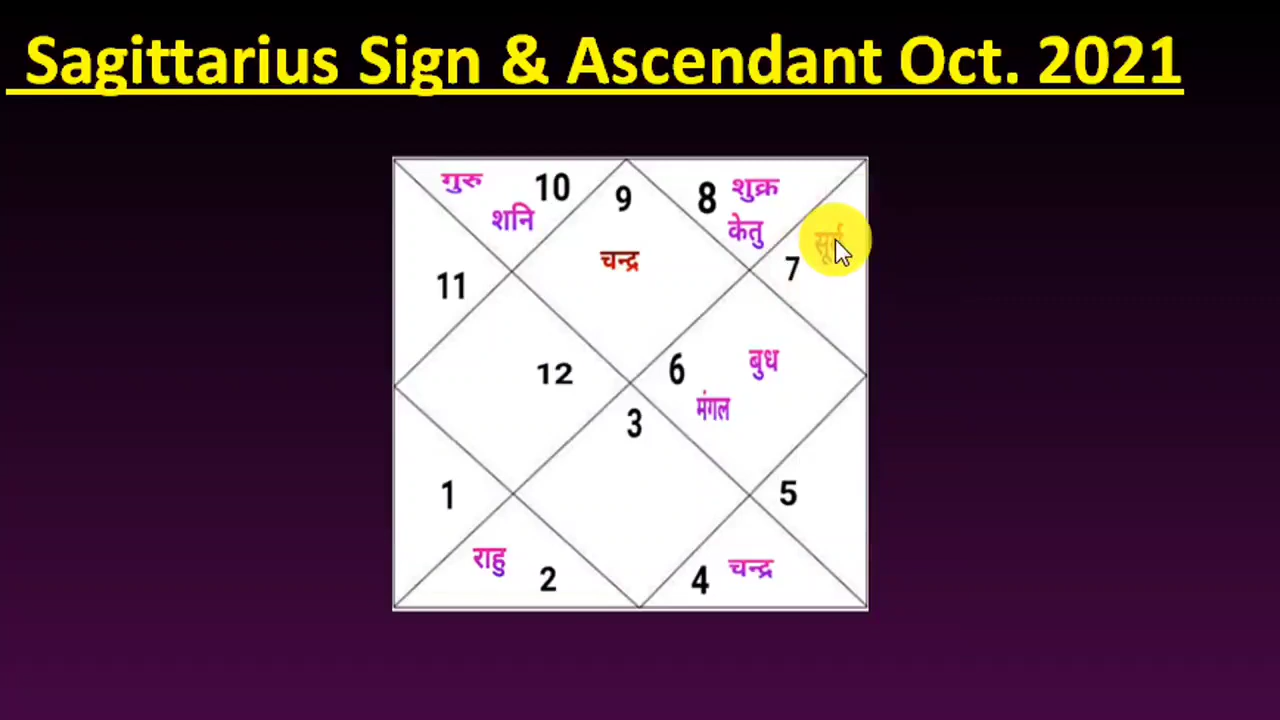 Sagittarius Sign & Ascendant Oct. 2021
गुरु 10 9 8 शुक्र
शनि केतु सूर्य
चन्द्र 7
11
12 6 बुध
मंगल
3
1 5
राहु 2 4 चन्द्र